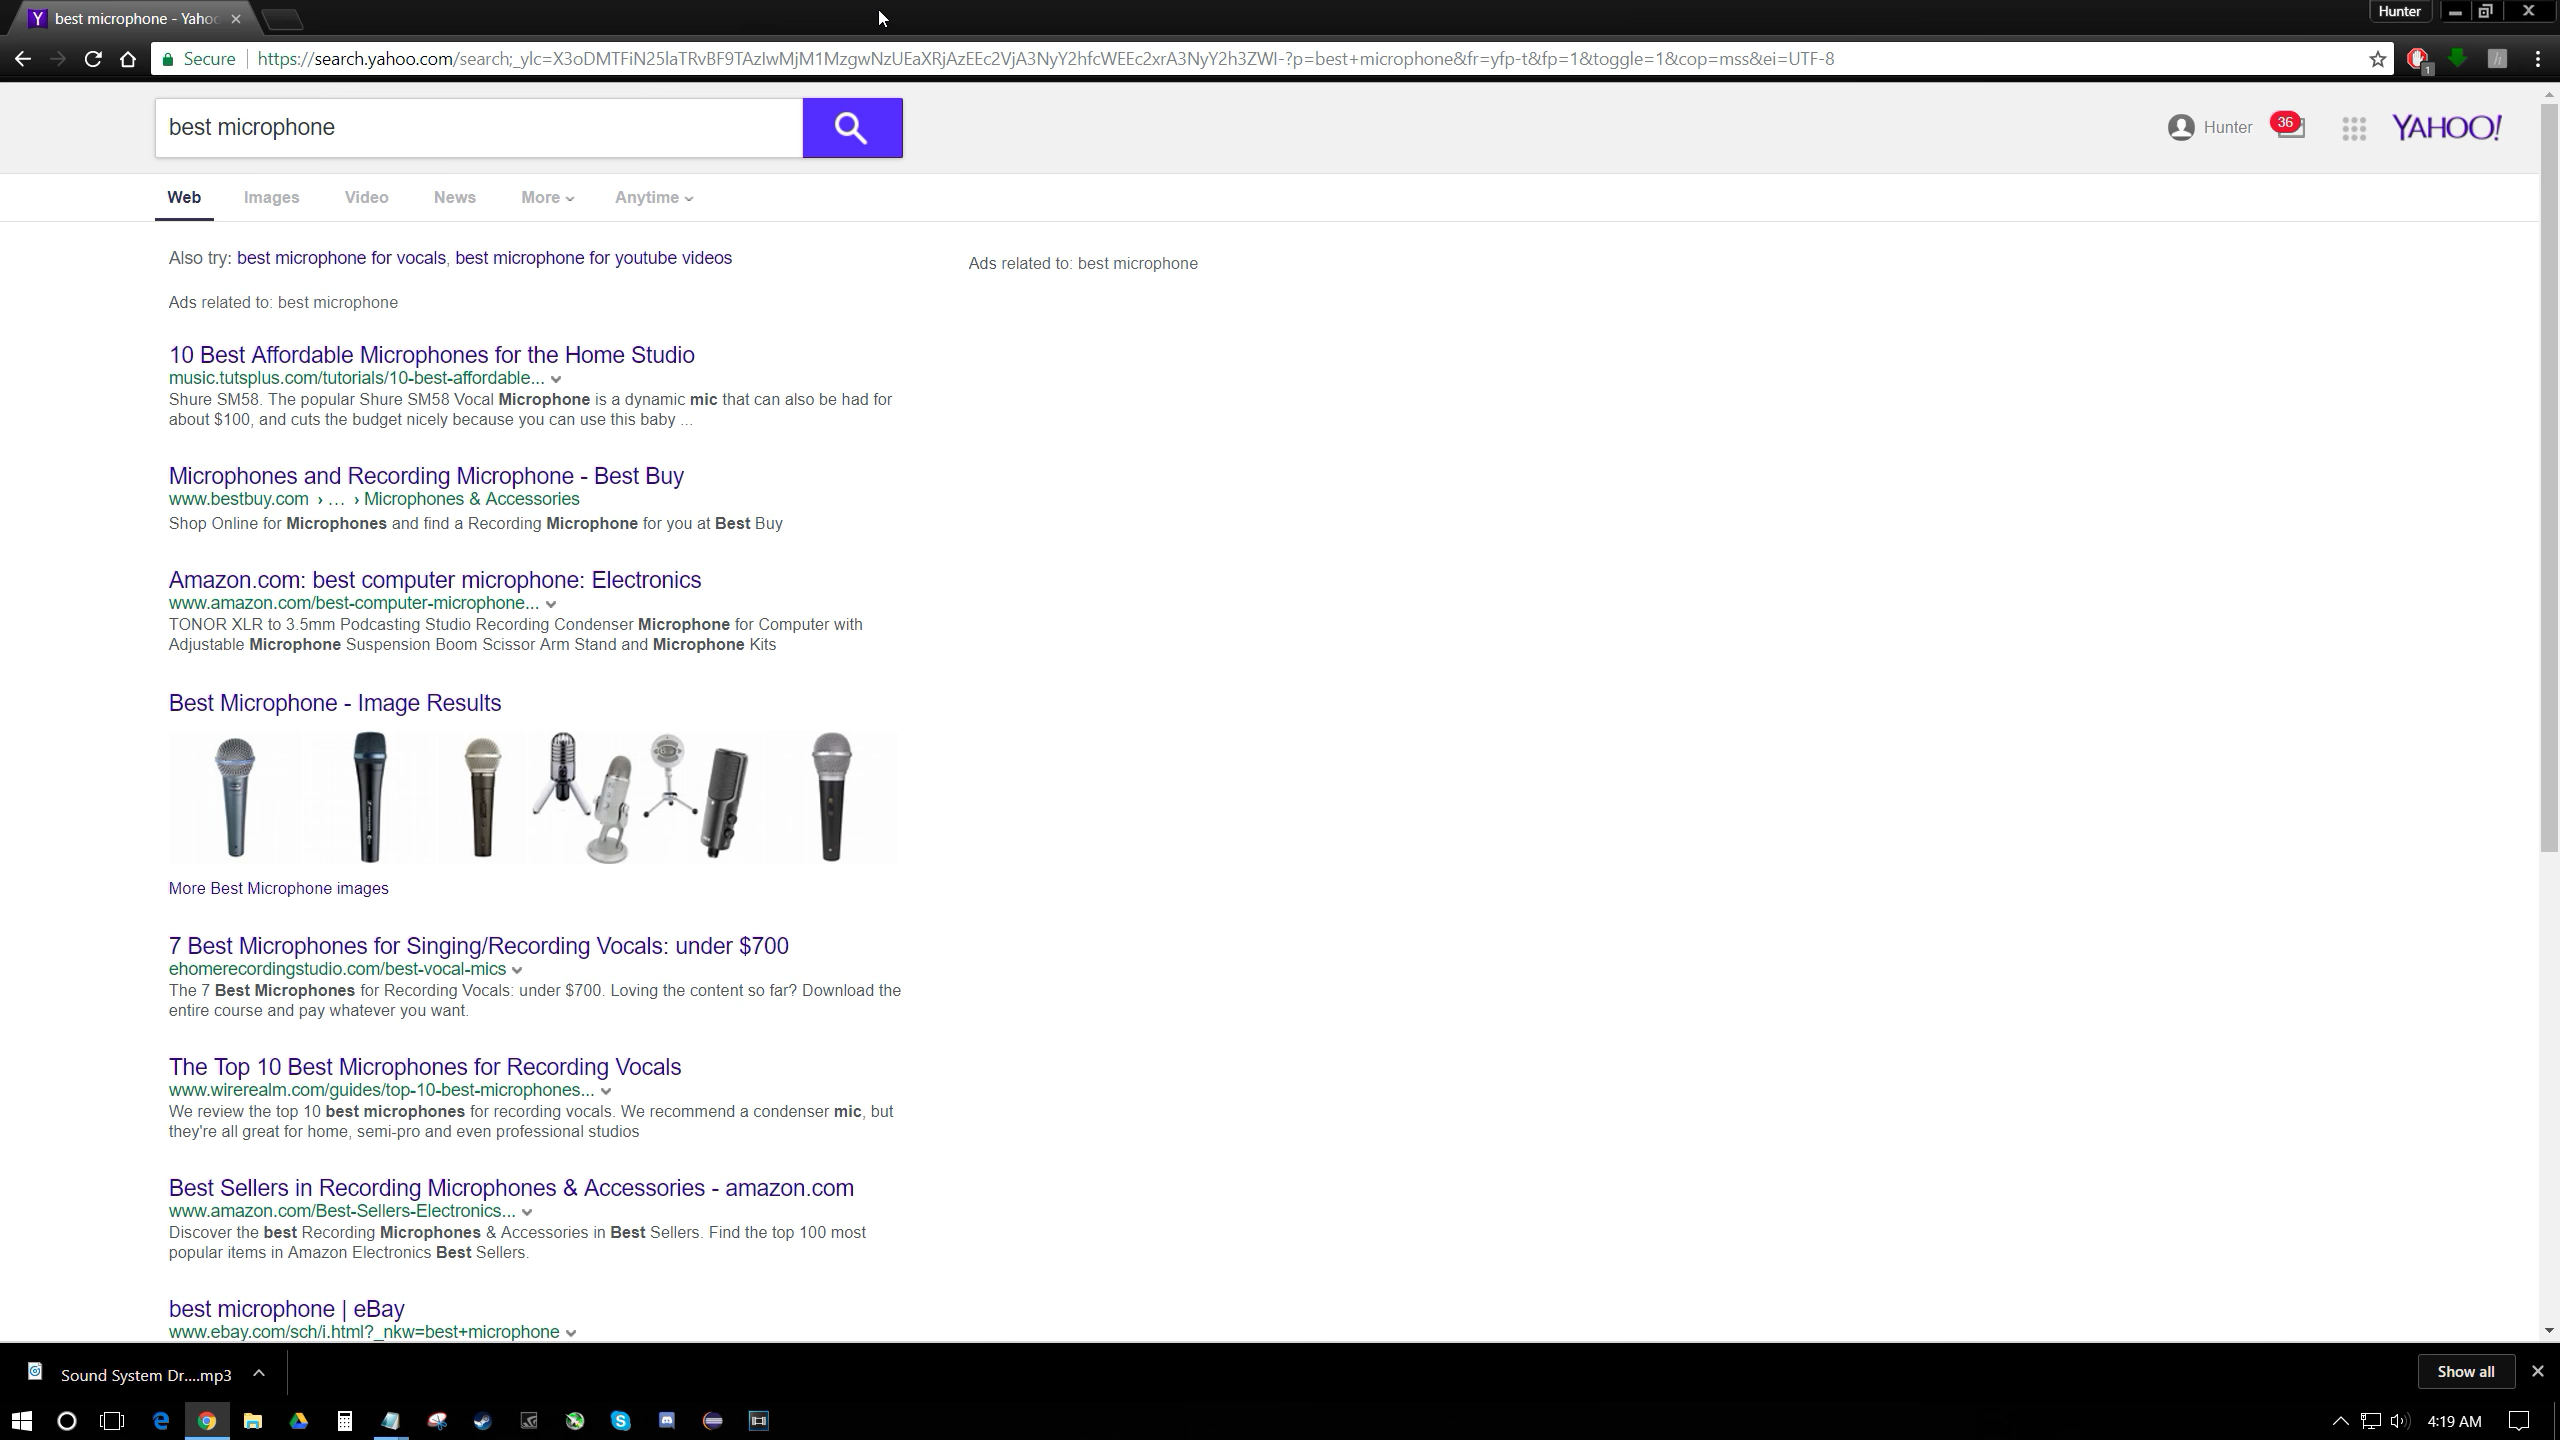 best microphone - Yahoo
Hunter
Secure
https://search.yahoo.com/search;_ylc=X3oDMTFiN25laTRvBF9TAzIwMjM1MzgwNzUEaXRjAzEEc2VjA3NyY2hfcWEEc2xrA3NyY2h3ZWI-?p=best+microphone&fr=yfp-t&fp=1&toggle=1&cop=mss&ei=UTF-8
1
best microphone
Hunter
36
YAHOO!
Web Images Video News More Anytime
Also try: best microphone for vocals, best microphone for youtube videos
Ads related to: best microphone
10 Best Affordable Microphones for the Home Studio
music.tutsplus.com/tutorials/10-best-affordable...
Shure SM58. The popular Shure SM58 Vocal Microphone is a dynamic mic that can also be had for
about $100, and cuts the budget nicely because you can use this baby ...
Microphones and Recording Microphone - Best Buy
www.bestbuy.com › ... › Microphones & Accessories
Shop Online for Microphones and find a Recording Microphone for you at Best Buy
Amazon.com: best computer microphone: Electronics
www.amazon.com/best-computer-microphone...
TONOR XLR to 3.5mm Podcasting Studio Recording Condenser Microphone for Computer with
Adjustable Microphone Suspension Boom Scissor Arm Stand and Microphone Kits
Best Microphone - Image Results
More Best Microphone images
7 Best Microphones for Singing/Recording Vocals: under $700
ehomerecordingstudio.com/best-vocal-mics
The 7 Best Microphones for Recording Vocals: under $700. Loving the content so far? Download the
entire course and pay whatever you want.
The Top 10 Best Microphones for Recording Vocals
www.wirerealm.com/guides/top-10-best-microphones...
We review the top 10 best microphones for recording vocals. We recommend a condenser mic, but
they're all great for home, semi-pro and even professional studios
Best Sellers in Recording Microphones & Accessories - amazon.com
www.amazon.com/Best-Sellers-Electronics...
Discover the best Recording Microphones & Accessories in Best Sellers. Find the top 100 most
popular items in Amazon Electronics Best Sellers.
best microphone | eBay
www.ebay.com/sch/i.html?_nkw=best+microphone
Ads related to: best microphone
Sound System Dr....mp3
Show all
4:19 AM